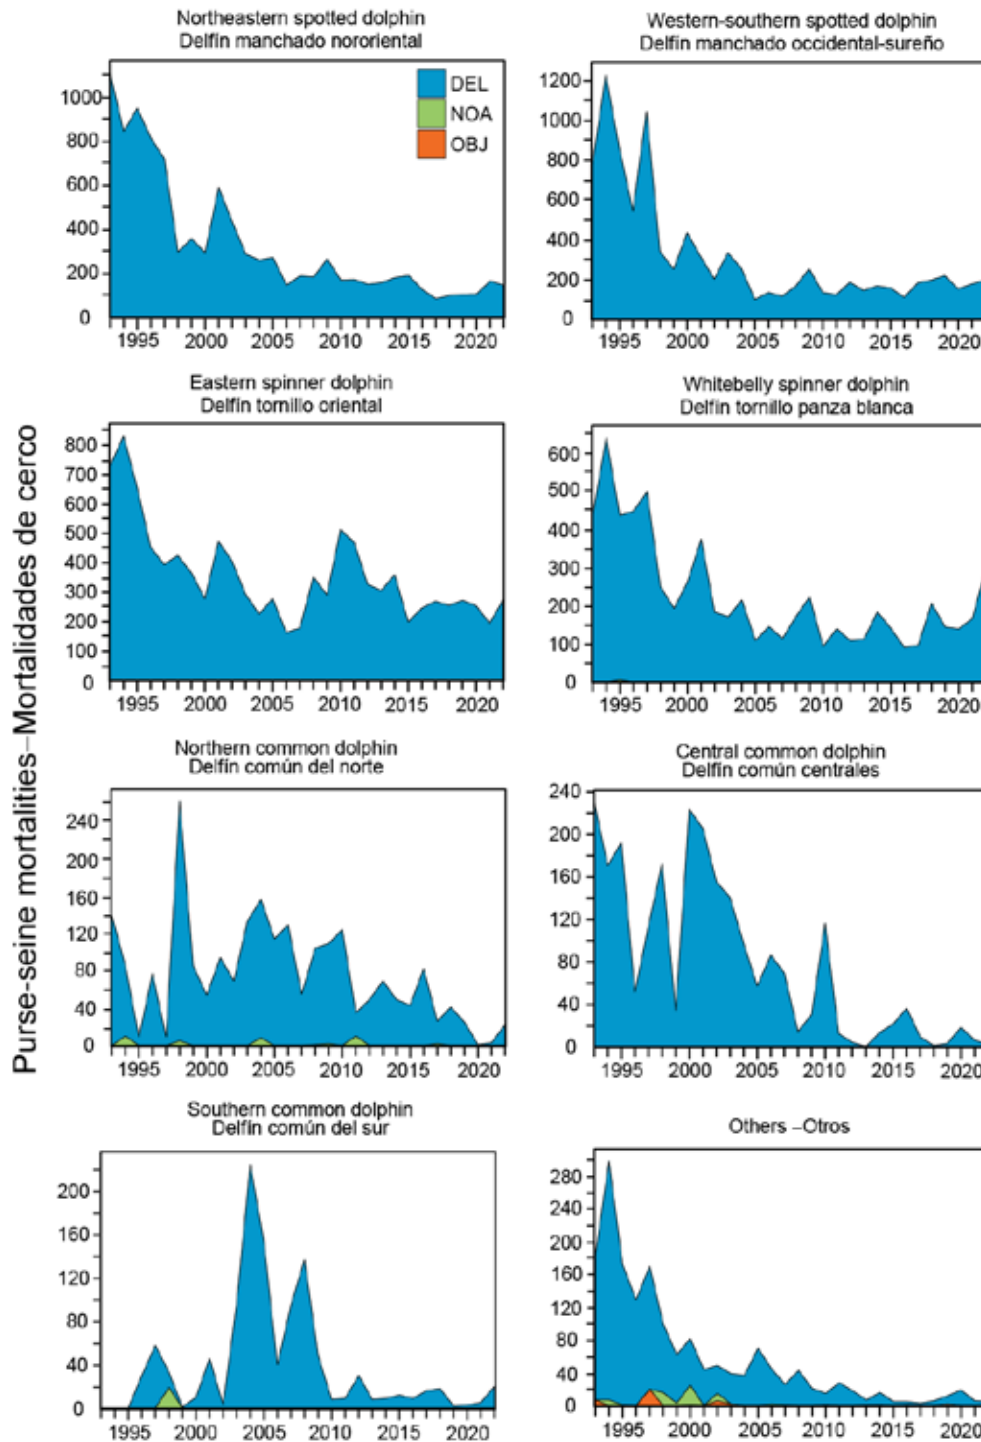 Northeastern spotted dolphin
Delfín manchado nororiental
1000
800
600
400
200
0
1995 2000 2005 2010 2015 2020
DEL
NOA
OBJ
Western-southern spotted dolphin
Delfín manchado occidental-sureño
1200
1000
800
600
400
200
0
1995 2000 2005 2010 2015 2020
Eastern spinner dolphin
Delfín tornillo oriental
800
700
600
500
400
300
200
100
0
1995 2000 2005 2010 2015 2020
Whitebelly spinner dolphin
Delfín tornillo panza blanca
600
500
400
300
200
100
0
1995 2000 2005 2010 2015 2020
Purse-seine mortalities–Mortalidades de cerco
Northern common dolphin
Delfín común del norte
240
200
160
120
80
40
0
1995 2000 2005 2010 2015 2020
Central common dolphin
Delfín común centrales
240
200
160
120
80
40
0
1995 2000 2005 2010 2015 2020
Southern common dolphin
Delfín común del sur
200
160
120
80
40
0
1995 2000 2005 2010 2015 2020
Others –Otros
280
240
200
160
120
80
40
0
1995 2000 2005 2010 2015 2020